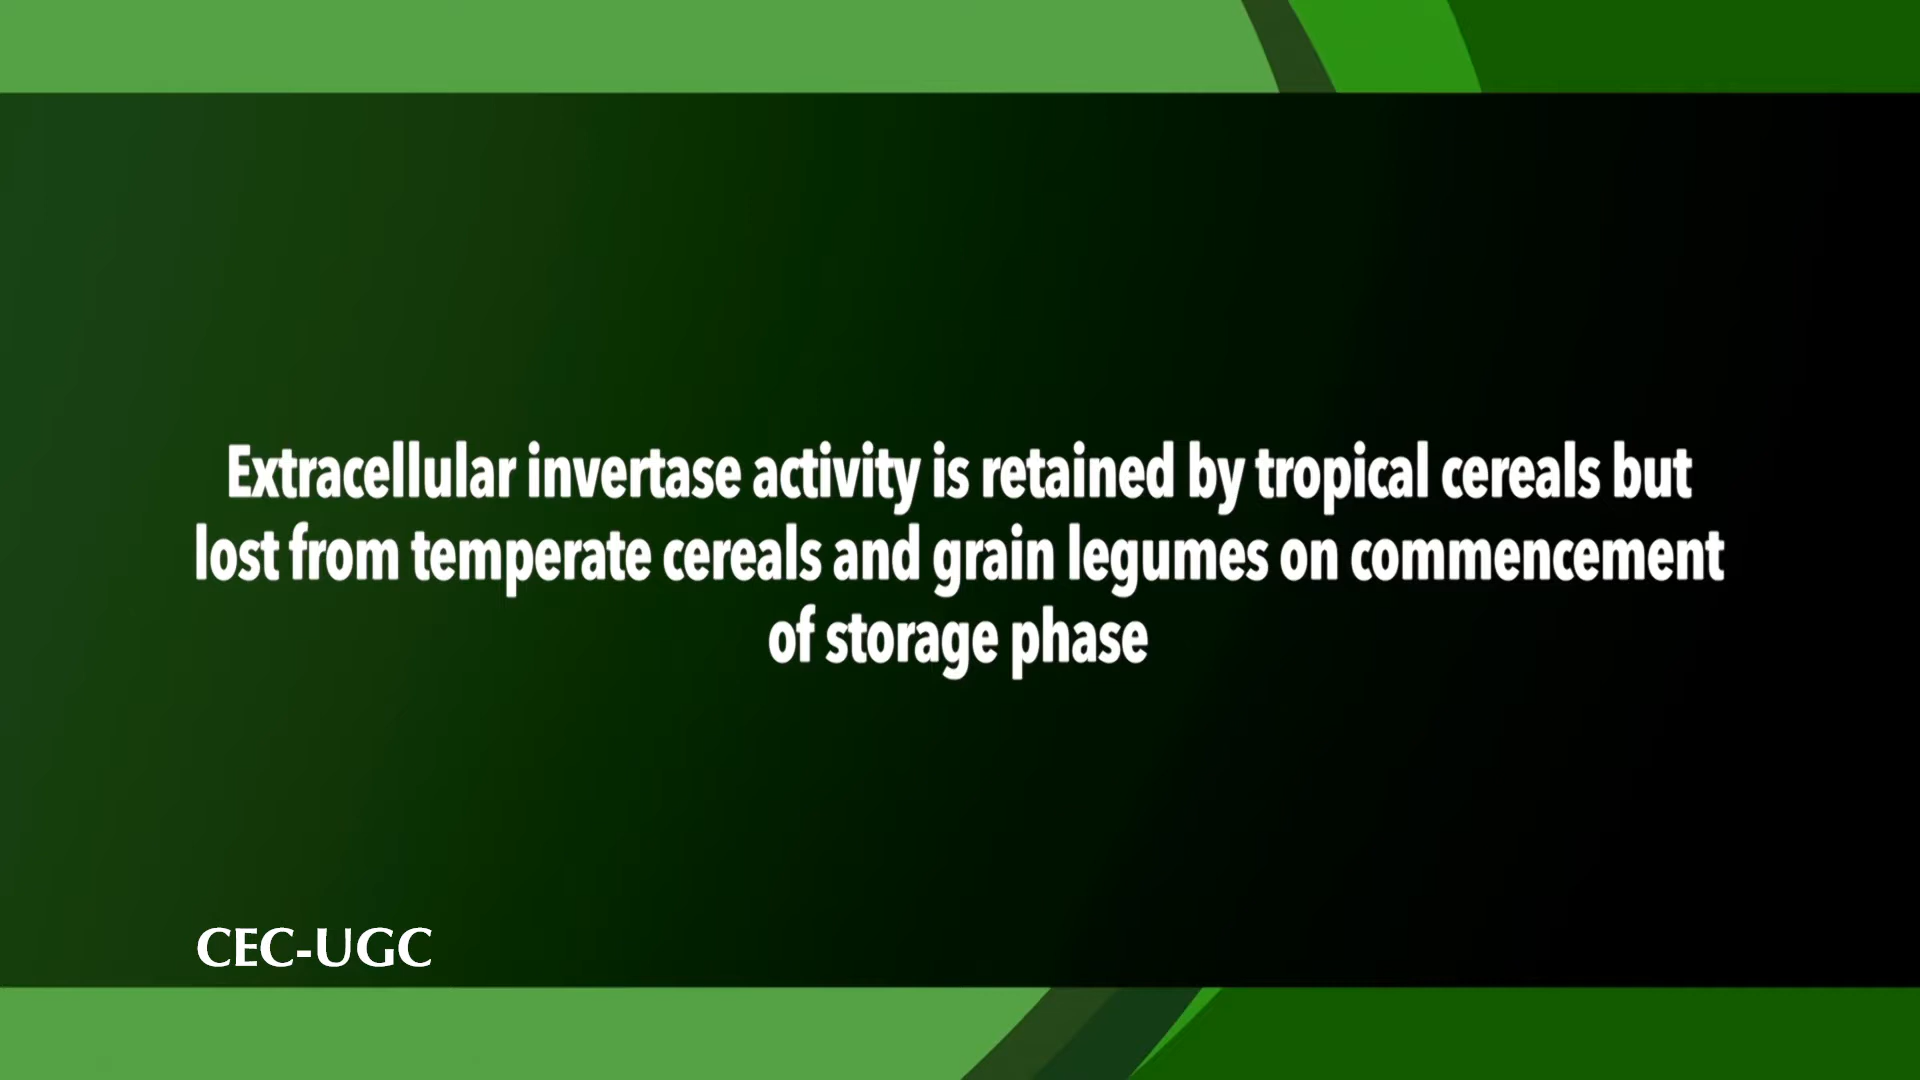 Extracellular invertase activity is retained by tropical cereals but
lost from temperate cereals and grain legumes on commencement
of storage phase
CEC-UGC